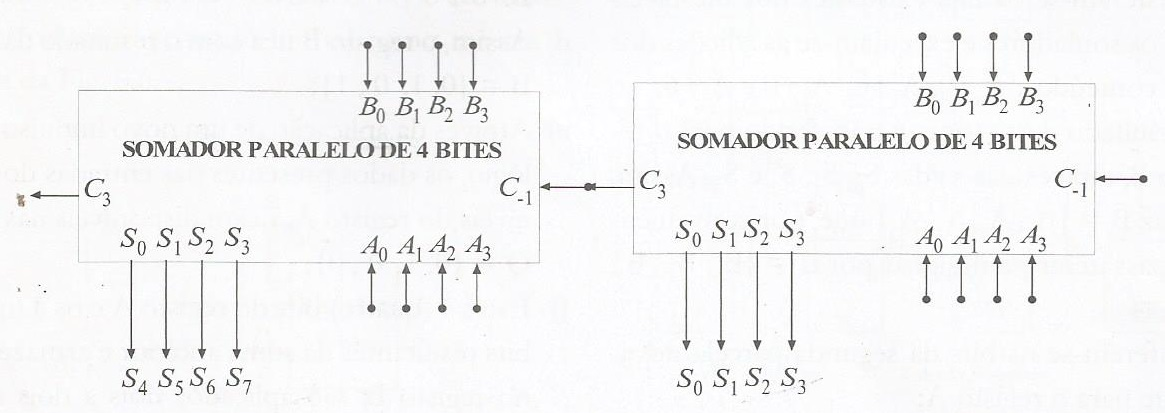 B0 B1 B2 B3
SOMADOR PARALELO DE 4 BITES
C3
C-1
S0 S1 S2 S3
A0 A1 A2 A3
S4 S5 S6 S7
B0 B1 B2 B3
SOMADOR PARALELO DE 4 BITES
C3
C-1
S0 S1 S2 S3
A0 A1 A2 A3
S0 S1 S2 S3